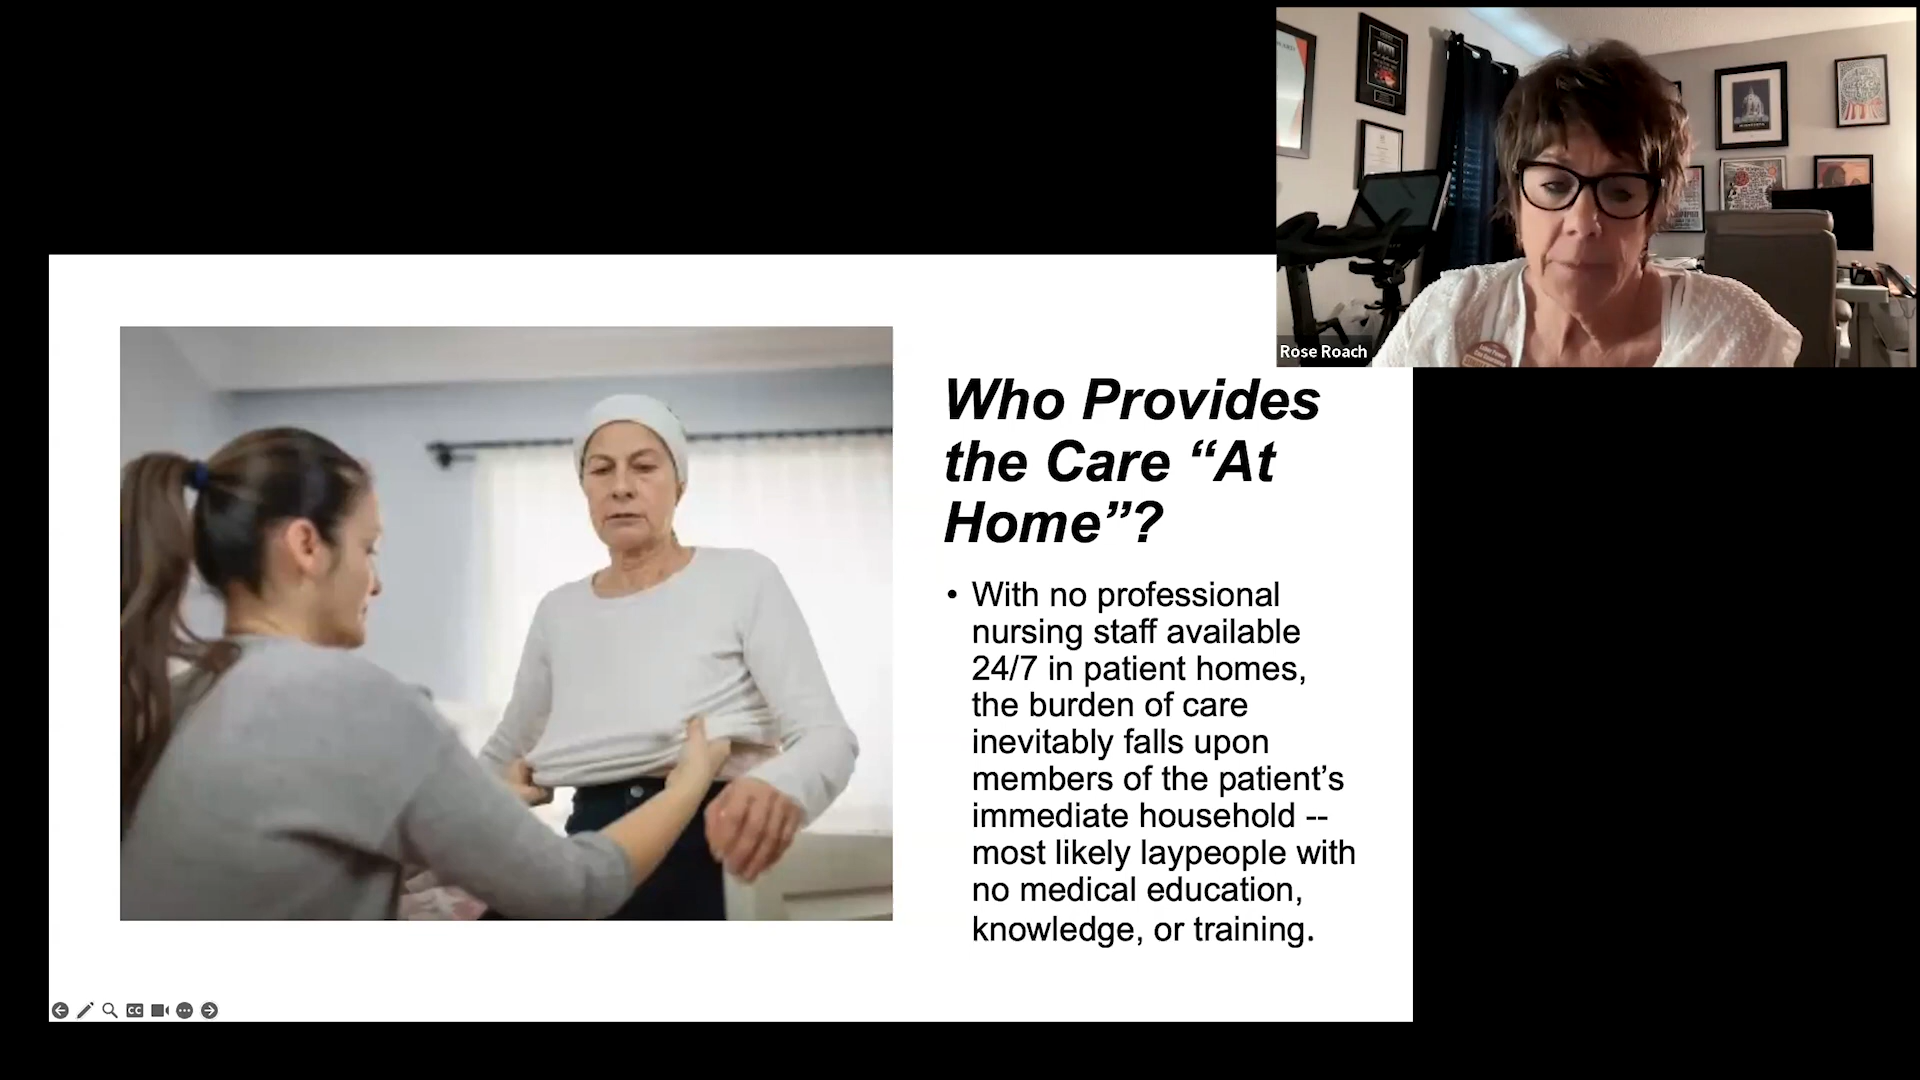 Rose Roach
Who Provides
the Care “At
Home”?
• With no professional
nursing staff available
24/7 in patient homes,
the burden of care
inevitably falls upon
members of the patient’s
immediate household --
most likely laypeople with
no medical education,
knowledge, or training.
CC